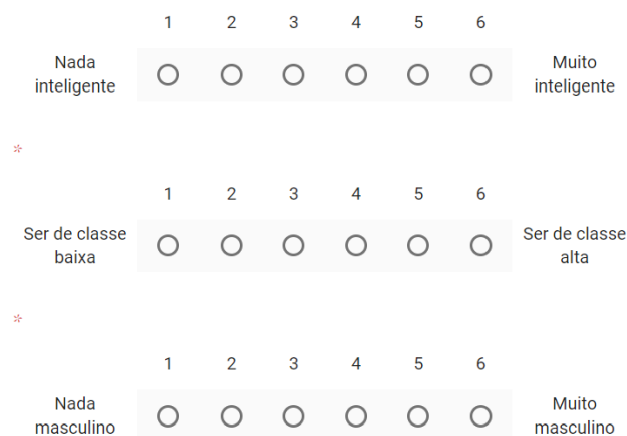 1 2 3 4 5 6
Nada inteligente
Muito inteligente
*
1 2 3 4 5 6
Ser de classe baixa
Ser de classe alta
*
1 2 3 4 5 6
Nada masculino
Muito masculino